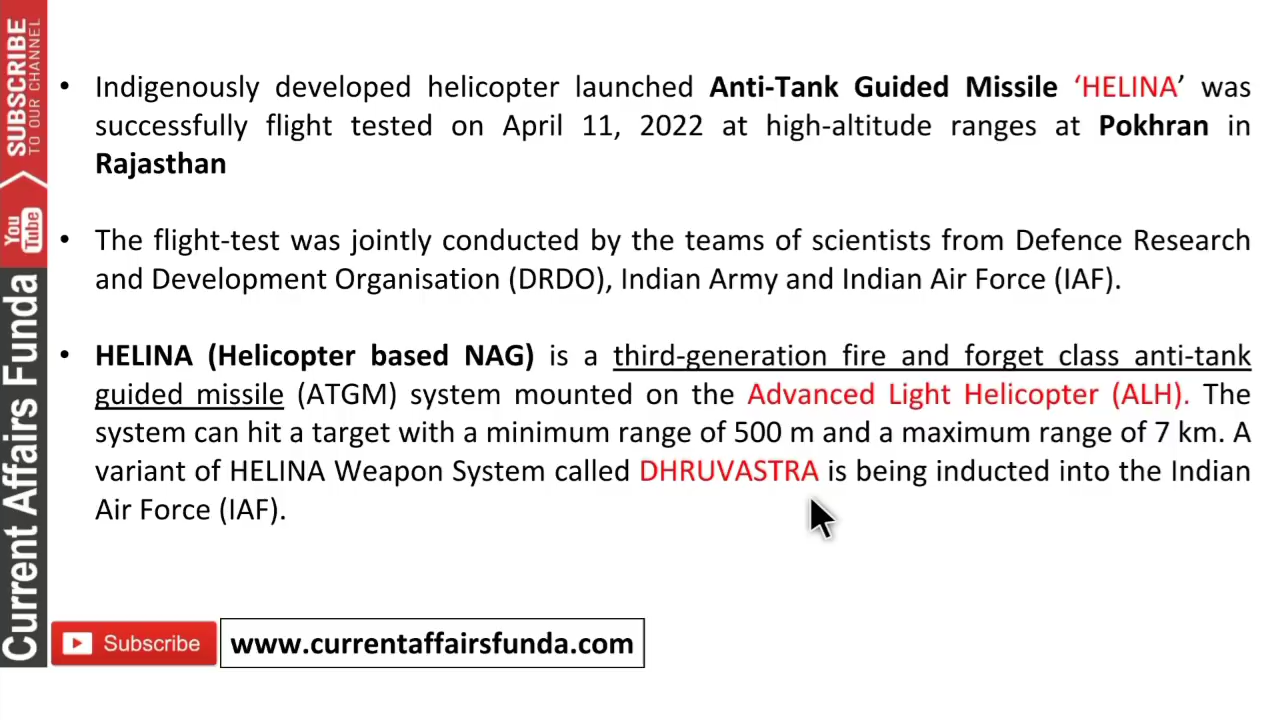 SUBSCRIBE
TO OUR CHANNEL
You
Tube
Current Affairs Funda
• Indigenously developed helicopter launched Anti-Tank Guided Missile ‘HELINA’ was
successfully flight tested on April 11, 2022 at high-altitude ranges at Pokhran in
Rajasthan
• The flight-test was jointly conducted by the teams of scientists from Defence Research
and Development Organisation (DRDO), Indian Army and Indian Air Force (IAF).
• HELINA (Helicopter based NAG) is a third-generation fire and forget class anti-tank
guided missile (ATGM) system mounted on the Advanced Light Helicopter (ALH). The
system can hit a target with a minimum range of 500 m and a maximum range of 7 km. A
variant of HELINA Weapon System called DHRUVASTRA is being inducted into the Indian
Air Force (IAF).
Subscribe
www.currentaffairsfunda.com